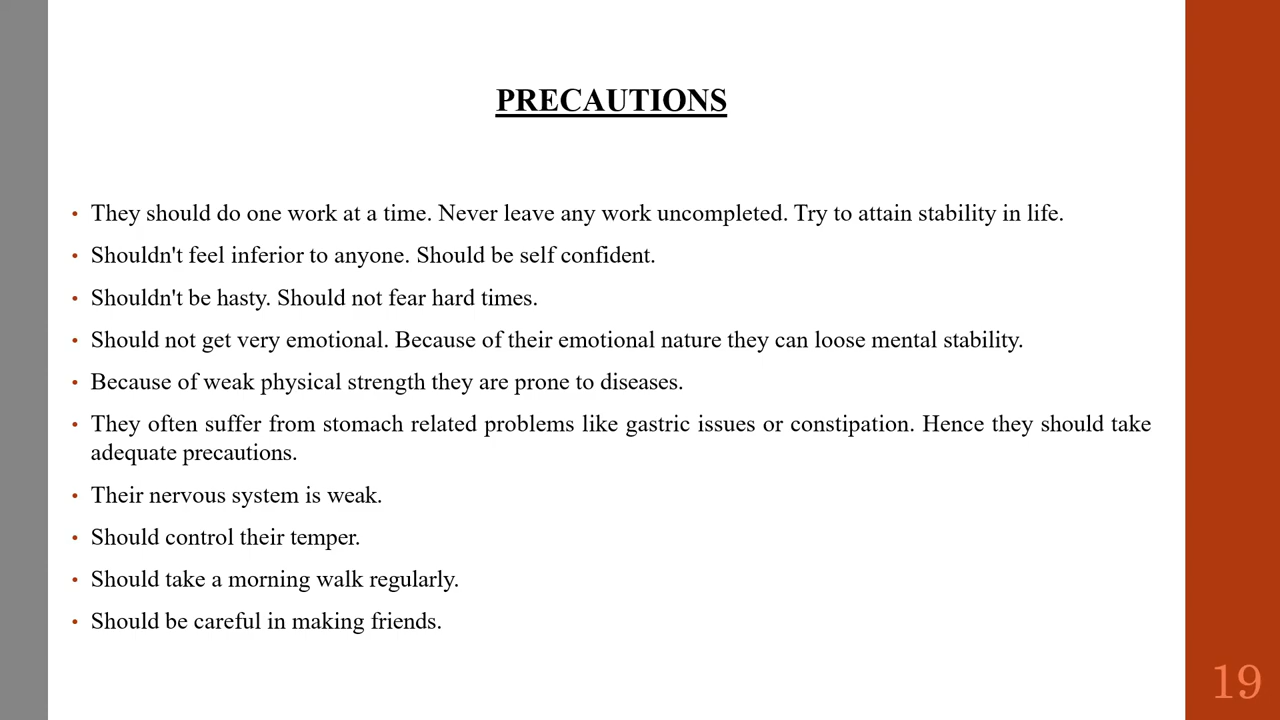 PRECAUTIONS
• They should do one work at a time. Never leave any work uncompleted. Try to attain stability in life.
• Shouldn't feel inferior to anyone. Should be self confident.
• Shouldn't be hasty. Should not fear hard times.
• Should not get very emotional. Because of their emotional nature they can loose mental stability.
• Because of weak physical strength they are prone to diseases.
• They often suffer from stomach related problems like gastric issues or constipation. Hence they should take
adequate precautions.
• Their nervous system is weak.
• Should control their temper.
• Should take a morning walk regularly.
• Should be careful in making friends.
19